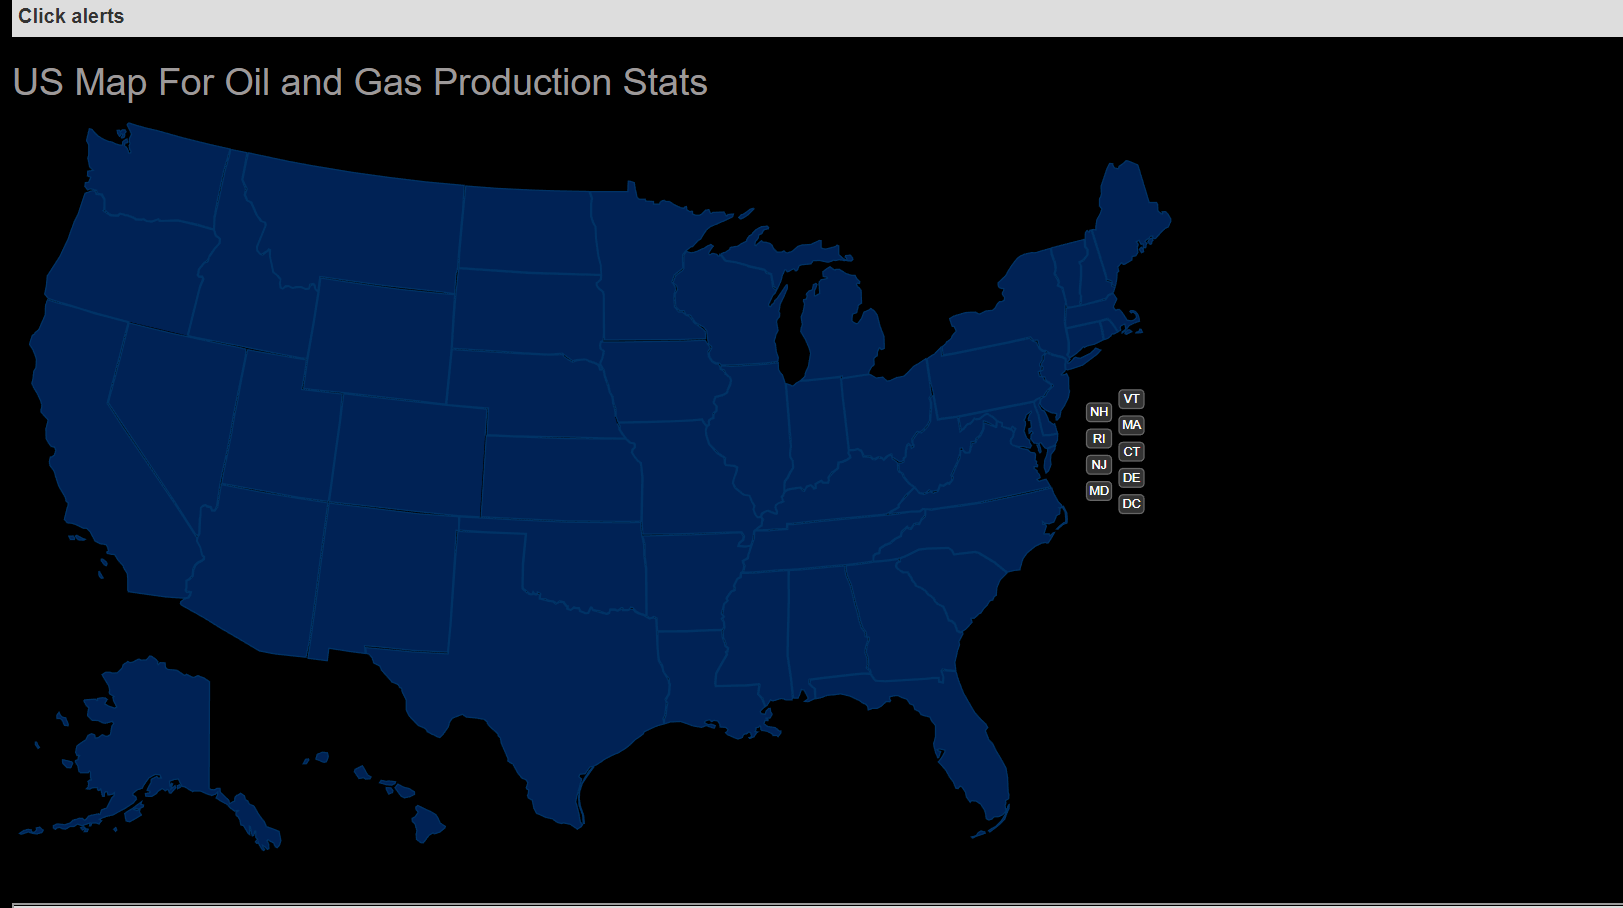 Click alerts
US Map For Oil and Gas Production Stats
VT
NH
MA
RI
CT
NJ
DE
MD
DC